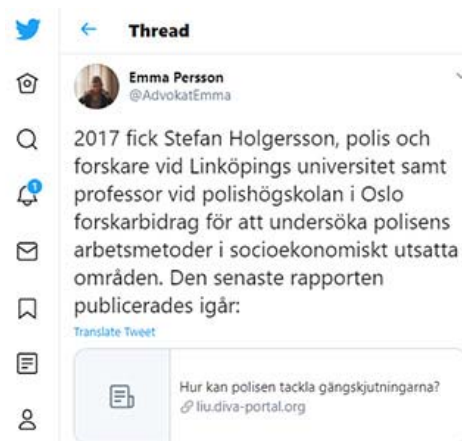 Thread
Emma Persson
@AdvokatEmma
2017 fick Stefan Holgersson, polis och
forskare vid Linköpings universitet samt
professor vid polishögskolan i Oslo
forskarbidrag för att undersöka polisens
arbetsmetoder i socioekonomiskt utsatta
områden. Den senaste rapporten
publicerades igår:
Translate Tweet
Hur kan polisen tackla gängskjutningarna?
liu.diva-portal.org
1